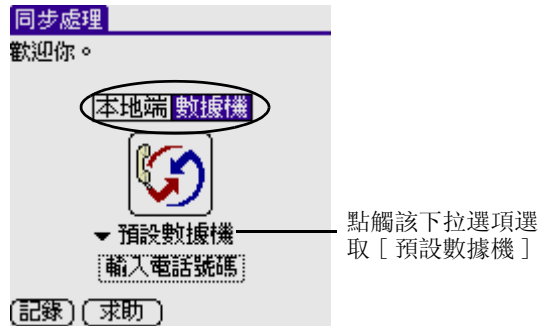 同步處理
歡迎你。
本地端 數據機
預設數據機
輸入電話號碼
記錄 求助
點觸該下拉選項選
取 [ 預設數據機 ]